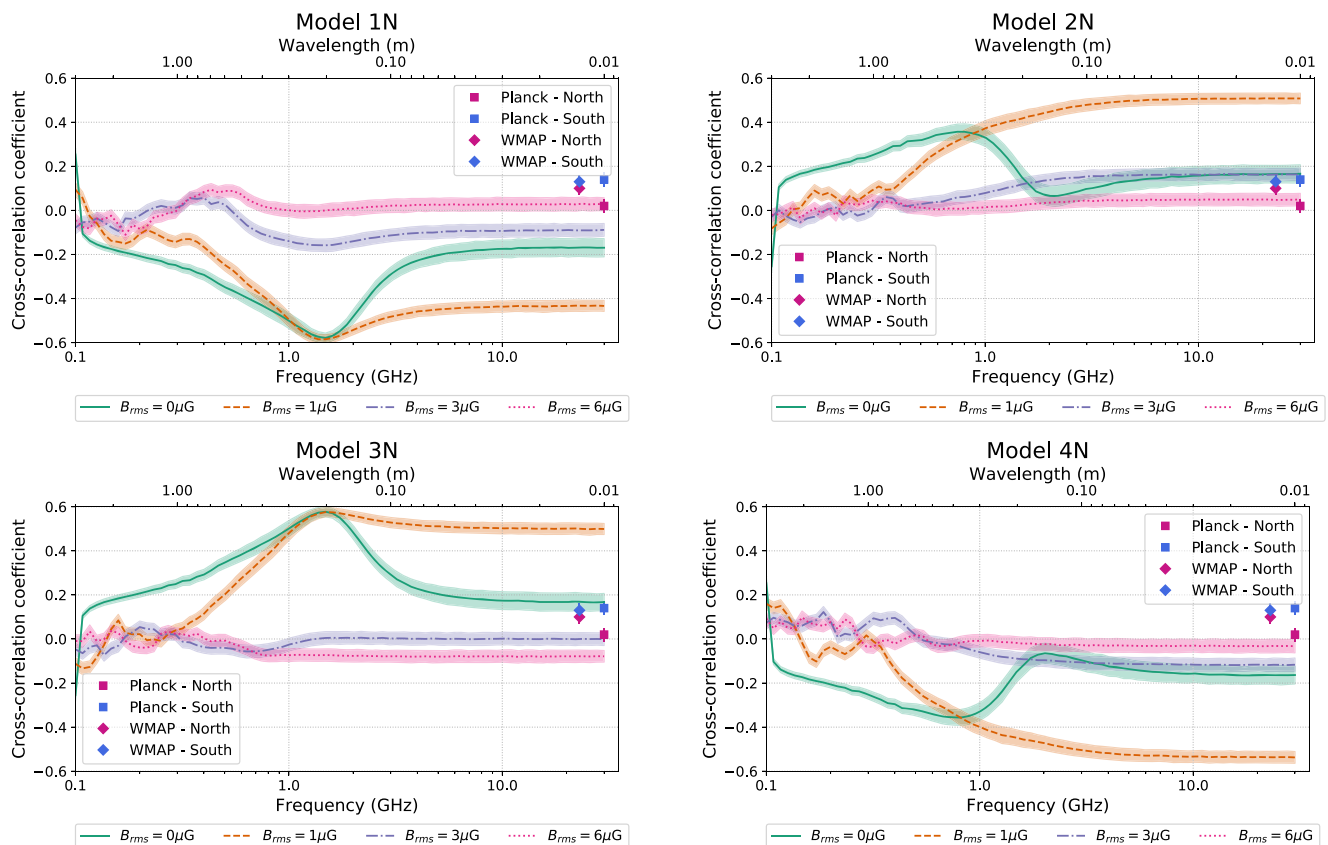 Model 1N
Wavelength (m)
1.00 0.10 0.01
0.6
0.4
0.2
0.0
−0.2
−0.4
−0.6
Cross-correlation coefficient
Planck - North
Planck - South
WMAP - North
WMAP - South
0.1 1.0 10.0
Frequency (GHz)
B_rms = 0μG B_rms = 1μG B_rms = 3μG B_rms = 6μG
Model 2N
Wavelength (m)
1.00 0.10 0.01
0.6
0.4
0.2
0.0
−0.2
−0.4
−0.6
Cross-correlation coefficient
Planck - North
Planck - South
WMAP - North
WMAP - South
0.1 1.0 10.0
Frequency (GHz)
B_rms = 0μG B_rms = 1μG B_rms = 3μG B_rms = 6μG
Model 3N
Wavelength (m)
1.00 0.10 0.01
0.6
0.4
0.2
0.0
−0.2
−0.4
−0.6
Cross-correlation coefficient
Planck - North
Planck - South
WMAP - North
WMAP - South
0.1 1.0 10.0
Frequency (GHz)
B_rms = 0μG B_rms = 1μG B_rms = 3μG B_rms = 6μG
Model 4N
Wavelength (m)
1.00 0.10 0.01
0.6
0.4
0.2
0.0
−0.2
−0.4
−0.6
Cross-correlation coefficient
Planck - North
Planck - South
WMAP - North
WMAP - South
0.1 1.0 10.0
Frequency (GHz)
B_rms = 0μG B_rms = 1μG B_rms = 3μG B_rms = 6μG